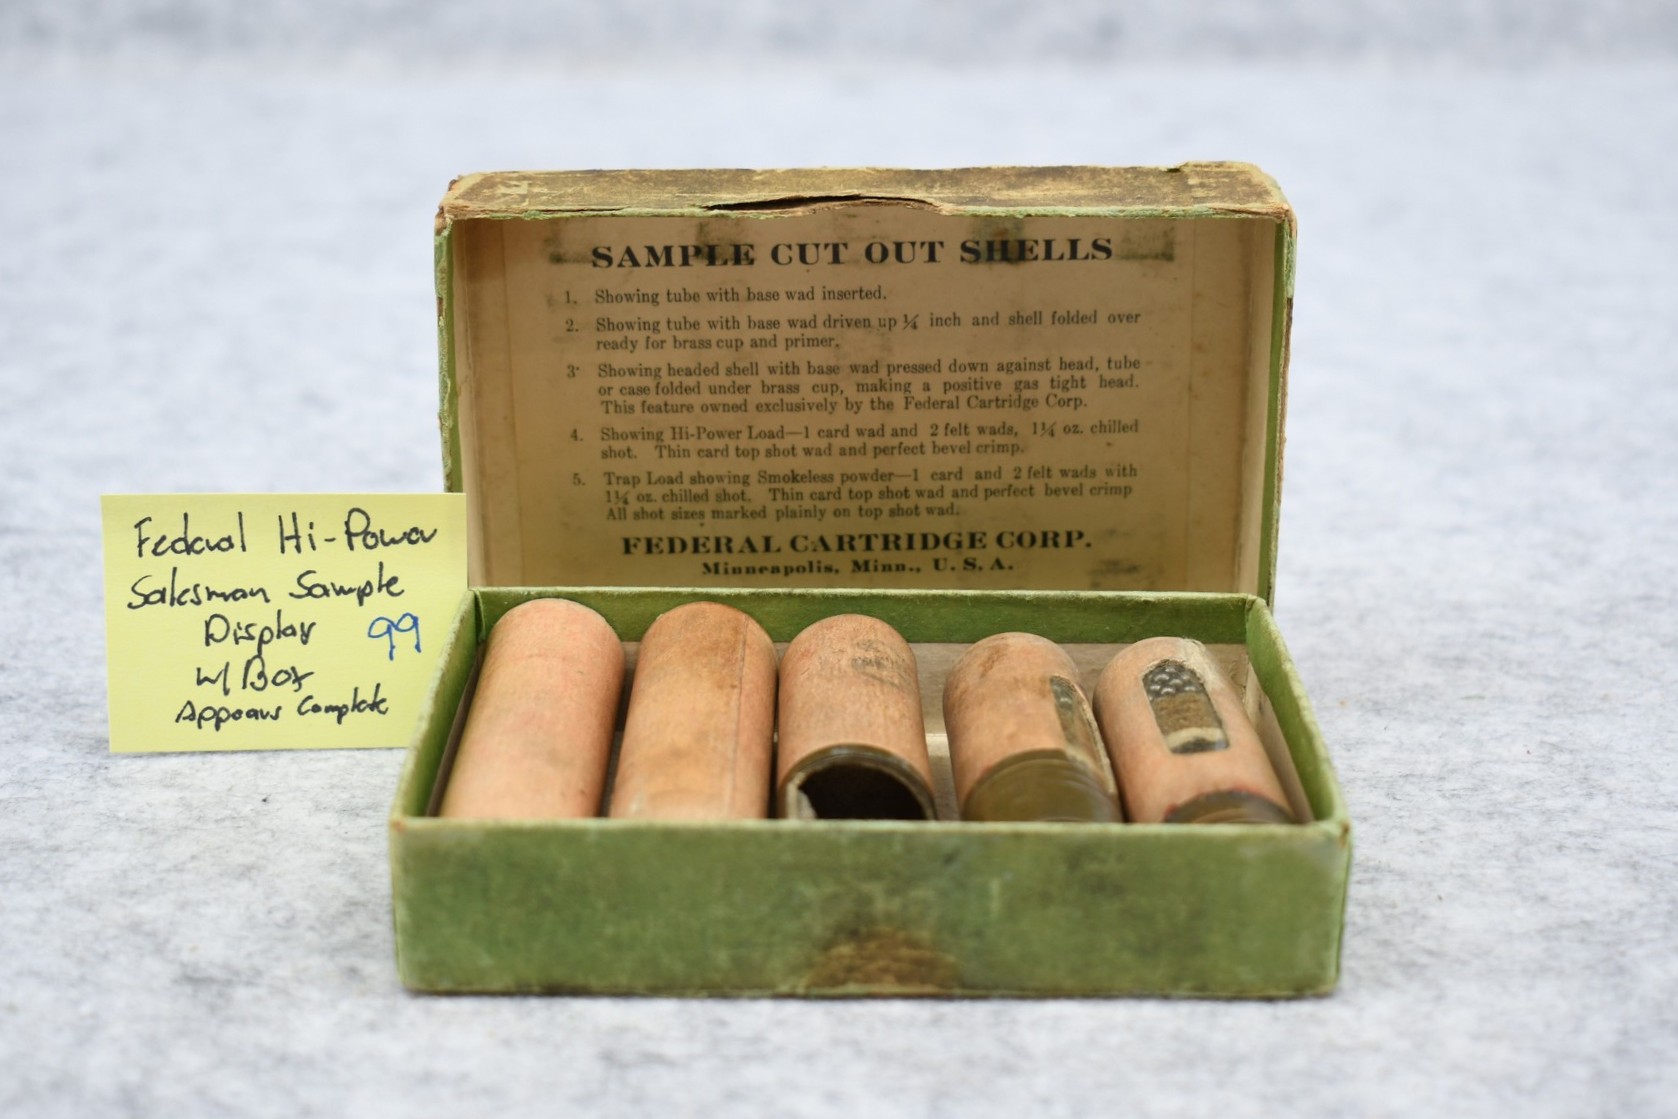 SAMPLE CUT OUT SHELLS
1. Showing tube with base wad inserted.
2. Showing tube with base wad driven up ¼ inch and shell folded over
ready for brass cup and primer.
3. Showing headed shell with base wad pressed down against head, tube
or case folded under brass cup, making a positive gas tight head.
This feature owned exclusively by the Federal Cartridge Corp.
4. Showing Hi-Power Load—1 card wad and 2 felt wads, 1¼ oz. chilled
shot. Thin card top shot wad and perfect bevel crimp.
5. Trap Load showing Smokeless powder—1 card and 2 felt wads with
1¼ oz. chilled shot. Thin card top shot wad and perfect bevel crimp
All shot sizes marked plainly on top shot wad.
FEDERAL CARTRIDGE CORP.
Minneapolis, Minn., U. S. A.
Federal Hi-Power
Salesman Sample
Display 99
w/ Box
Appears Complete